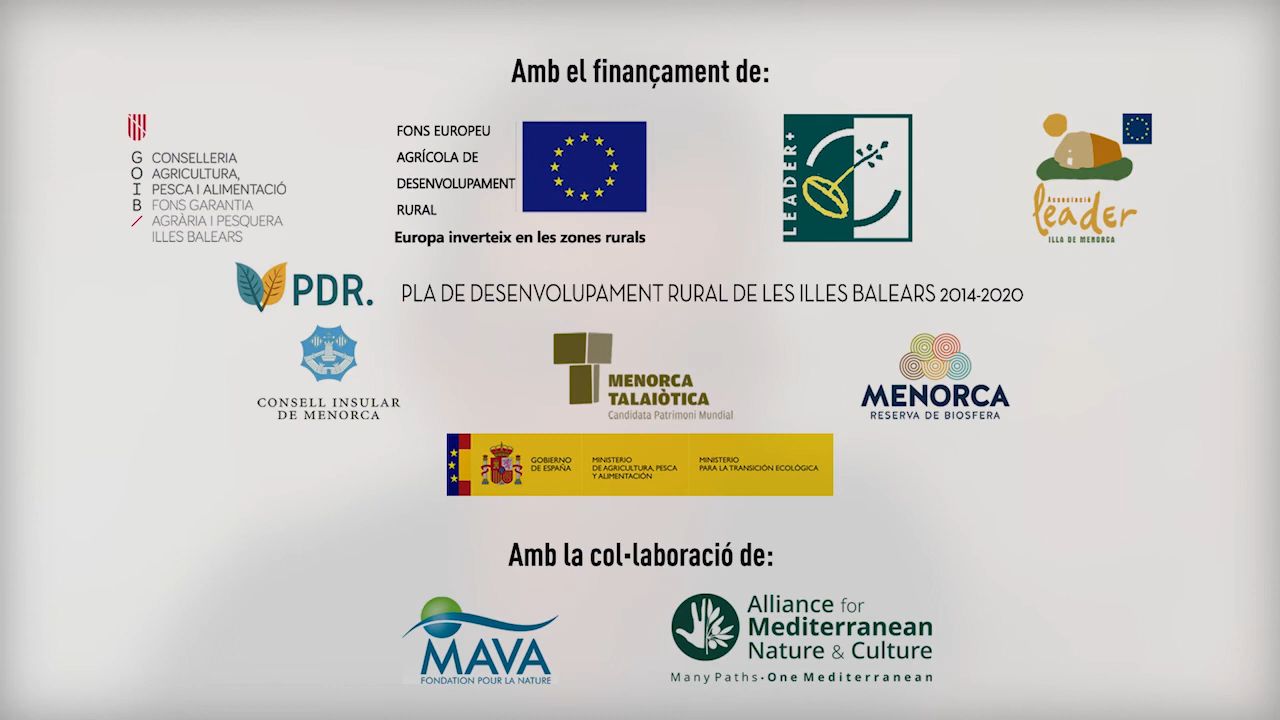 Amb el finançament de:
GOIB
CONSELLERIA
AGRICULTURA,
PESCA I ALIMENTACIÓ
FONS GARANTIA
AGRÀRIA I PESQUERA
ILLES BALEARS
FONS EUROPEU
AGRÍCOLA DE
DESENVOLUPAMENT
RURAL
Europa inverteix en les zones rurals
LEADER+
Associació
leader
ILLA DE MENORCA
PDR.
PLA DE DESENVOLUPAMENT RURAL DE LES ILLES BALEARS 2014-2020
CONSELL INSULAR
DE MENORCA
MENORCA
TALAIÒTICA
Candidata Patrimoni Mundial
MENORCA
RESERVA DE BIOSFERA
GOBIERNO
DE ESPAÑA
MINISTERIO
DE AGRICULTURA, PESCA
Y ALIMENTACIÓN
MINISTERIO
PARA LA TRANSICIÓN ECOLÓGICA
Amb la col·laboració de:
MAVA
FONDATION POUR LA NATURE
Alliance for
Mediterranean
Nature & Culture
Many Paths · One Mediterranean